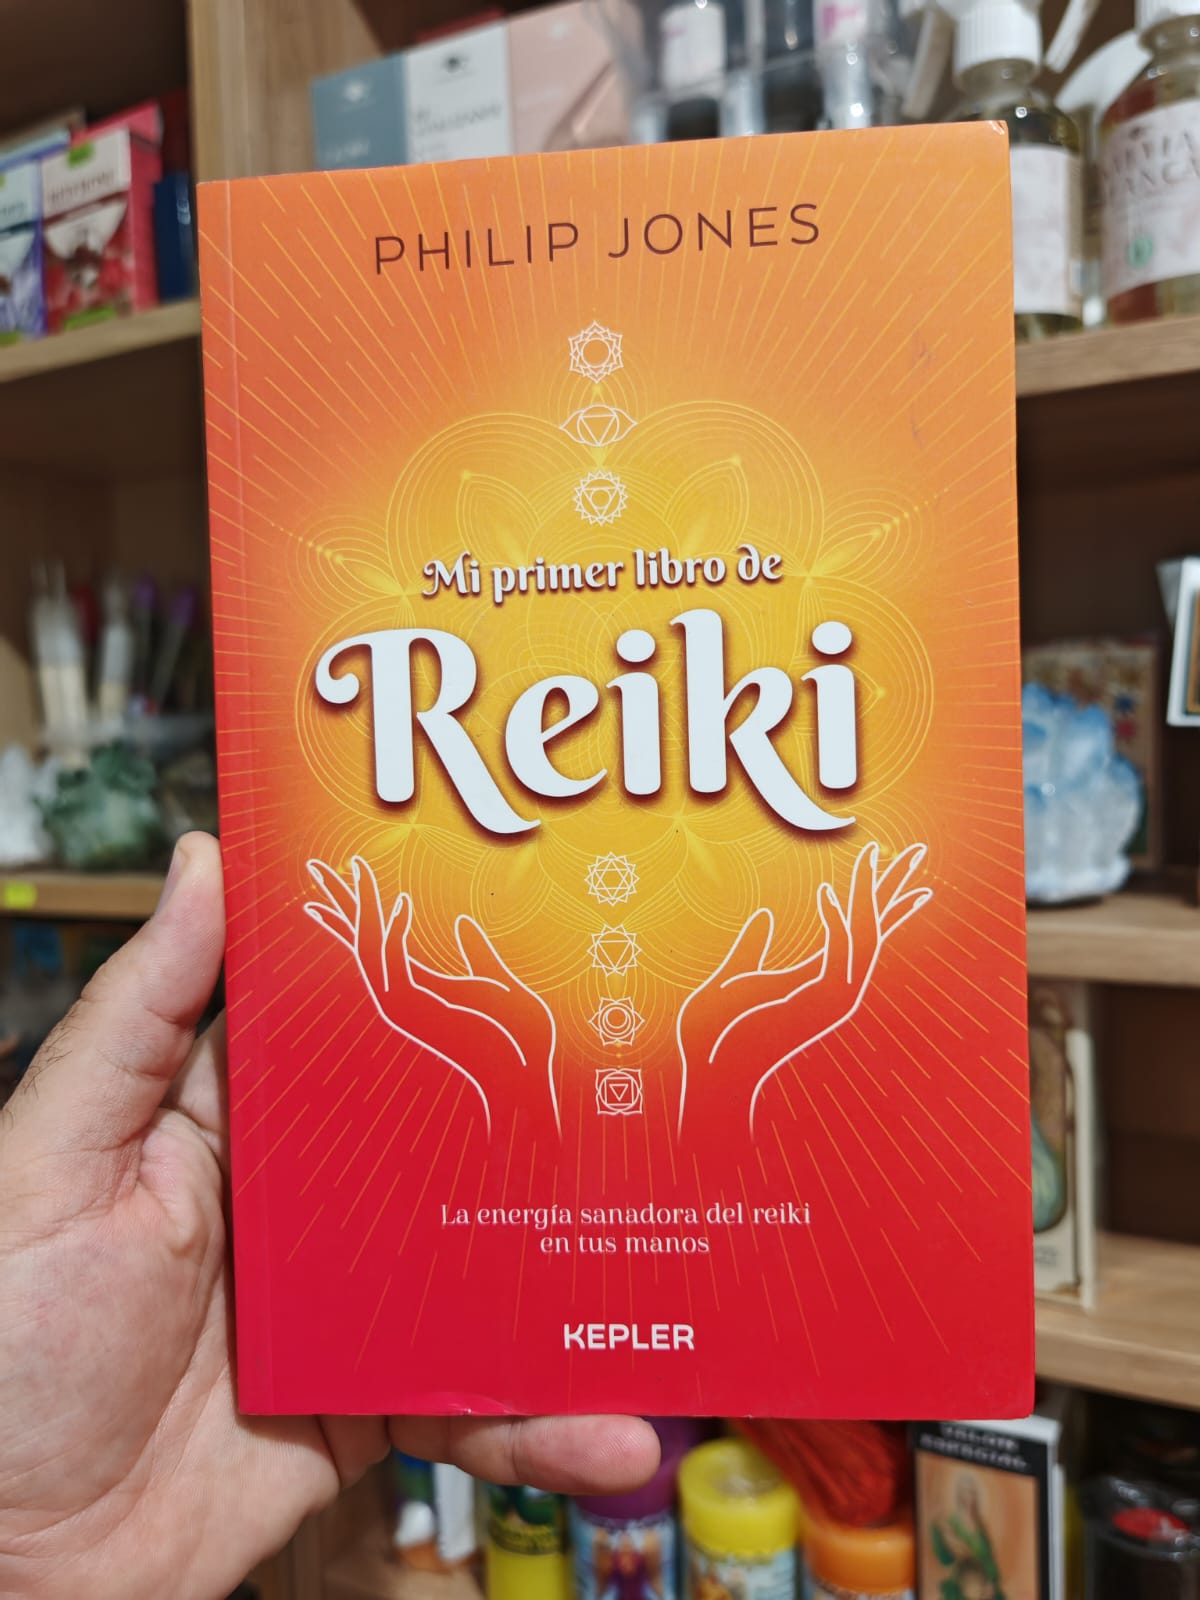 PHILIP JONES
Mi primer libro de
Reiki
La energía sanadora del reiki
en tus manos
KEPLER